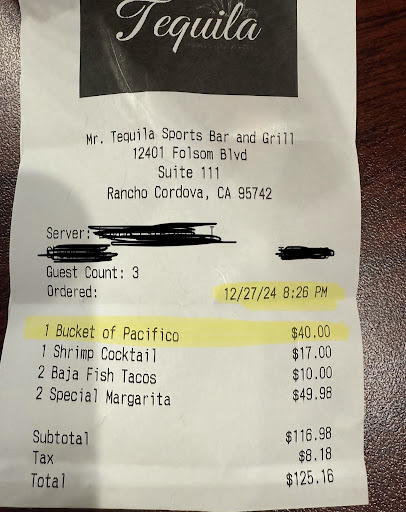 Tequila
Mr. Tequila Sports Bar and Grill
12401 Folsom Blvd
Suite 111
Rancho Cordova, CA 95742
Server:
Guest Count: 3
Ordered: 12/27/24 8:26 PM
1 Bucket of Pacifico $40.00
1 Shrimp Cocktail $17.00
2 Baja Fish Tacos $10.00
2 Special Margarita $49.98
Subtotal $116.98
Tax $8.18
Total $125.16